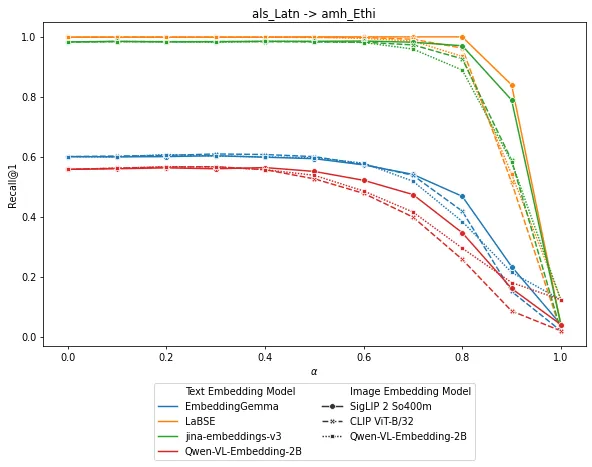 als_Latn -> amh_Ethi
Recall@1
1.0
0.8
0.6
0.4
0.2
0.0
0.0 0.2 0.4 0.6 0.8 1.0
α
Text Embedding Model
EmbeddingGemma
LaBSE
jina-embeddings-v3
Qwen-VL-Embedding-2B
Image Embedding Model
SigLIP 2 So400m
CLIP ViT-B/32
Qwen-VL-Embedding-2B